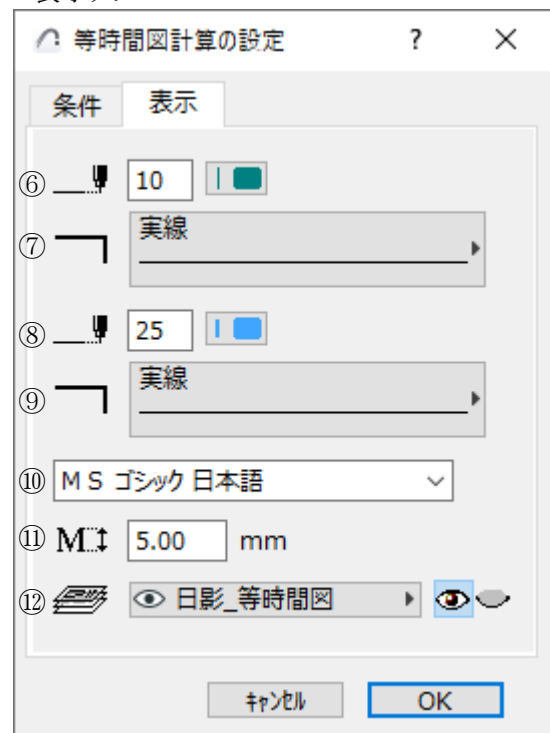 等時間図計算の設定 ?
条件 表示
⑥ 10
⑦ 実線
⑧ 25
⑨ 実線
⑩ ＭＳ ゴシック 日本語
⑪ M 5.00 mm
⑫ 日影_等時間図
ｷｬﾝｾﾙ OK